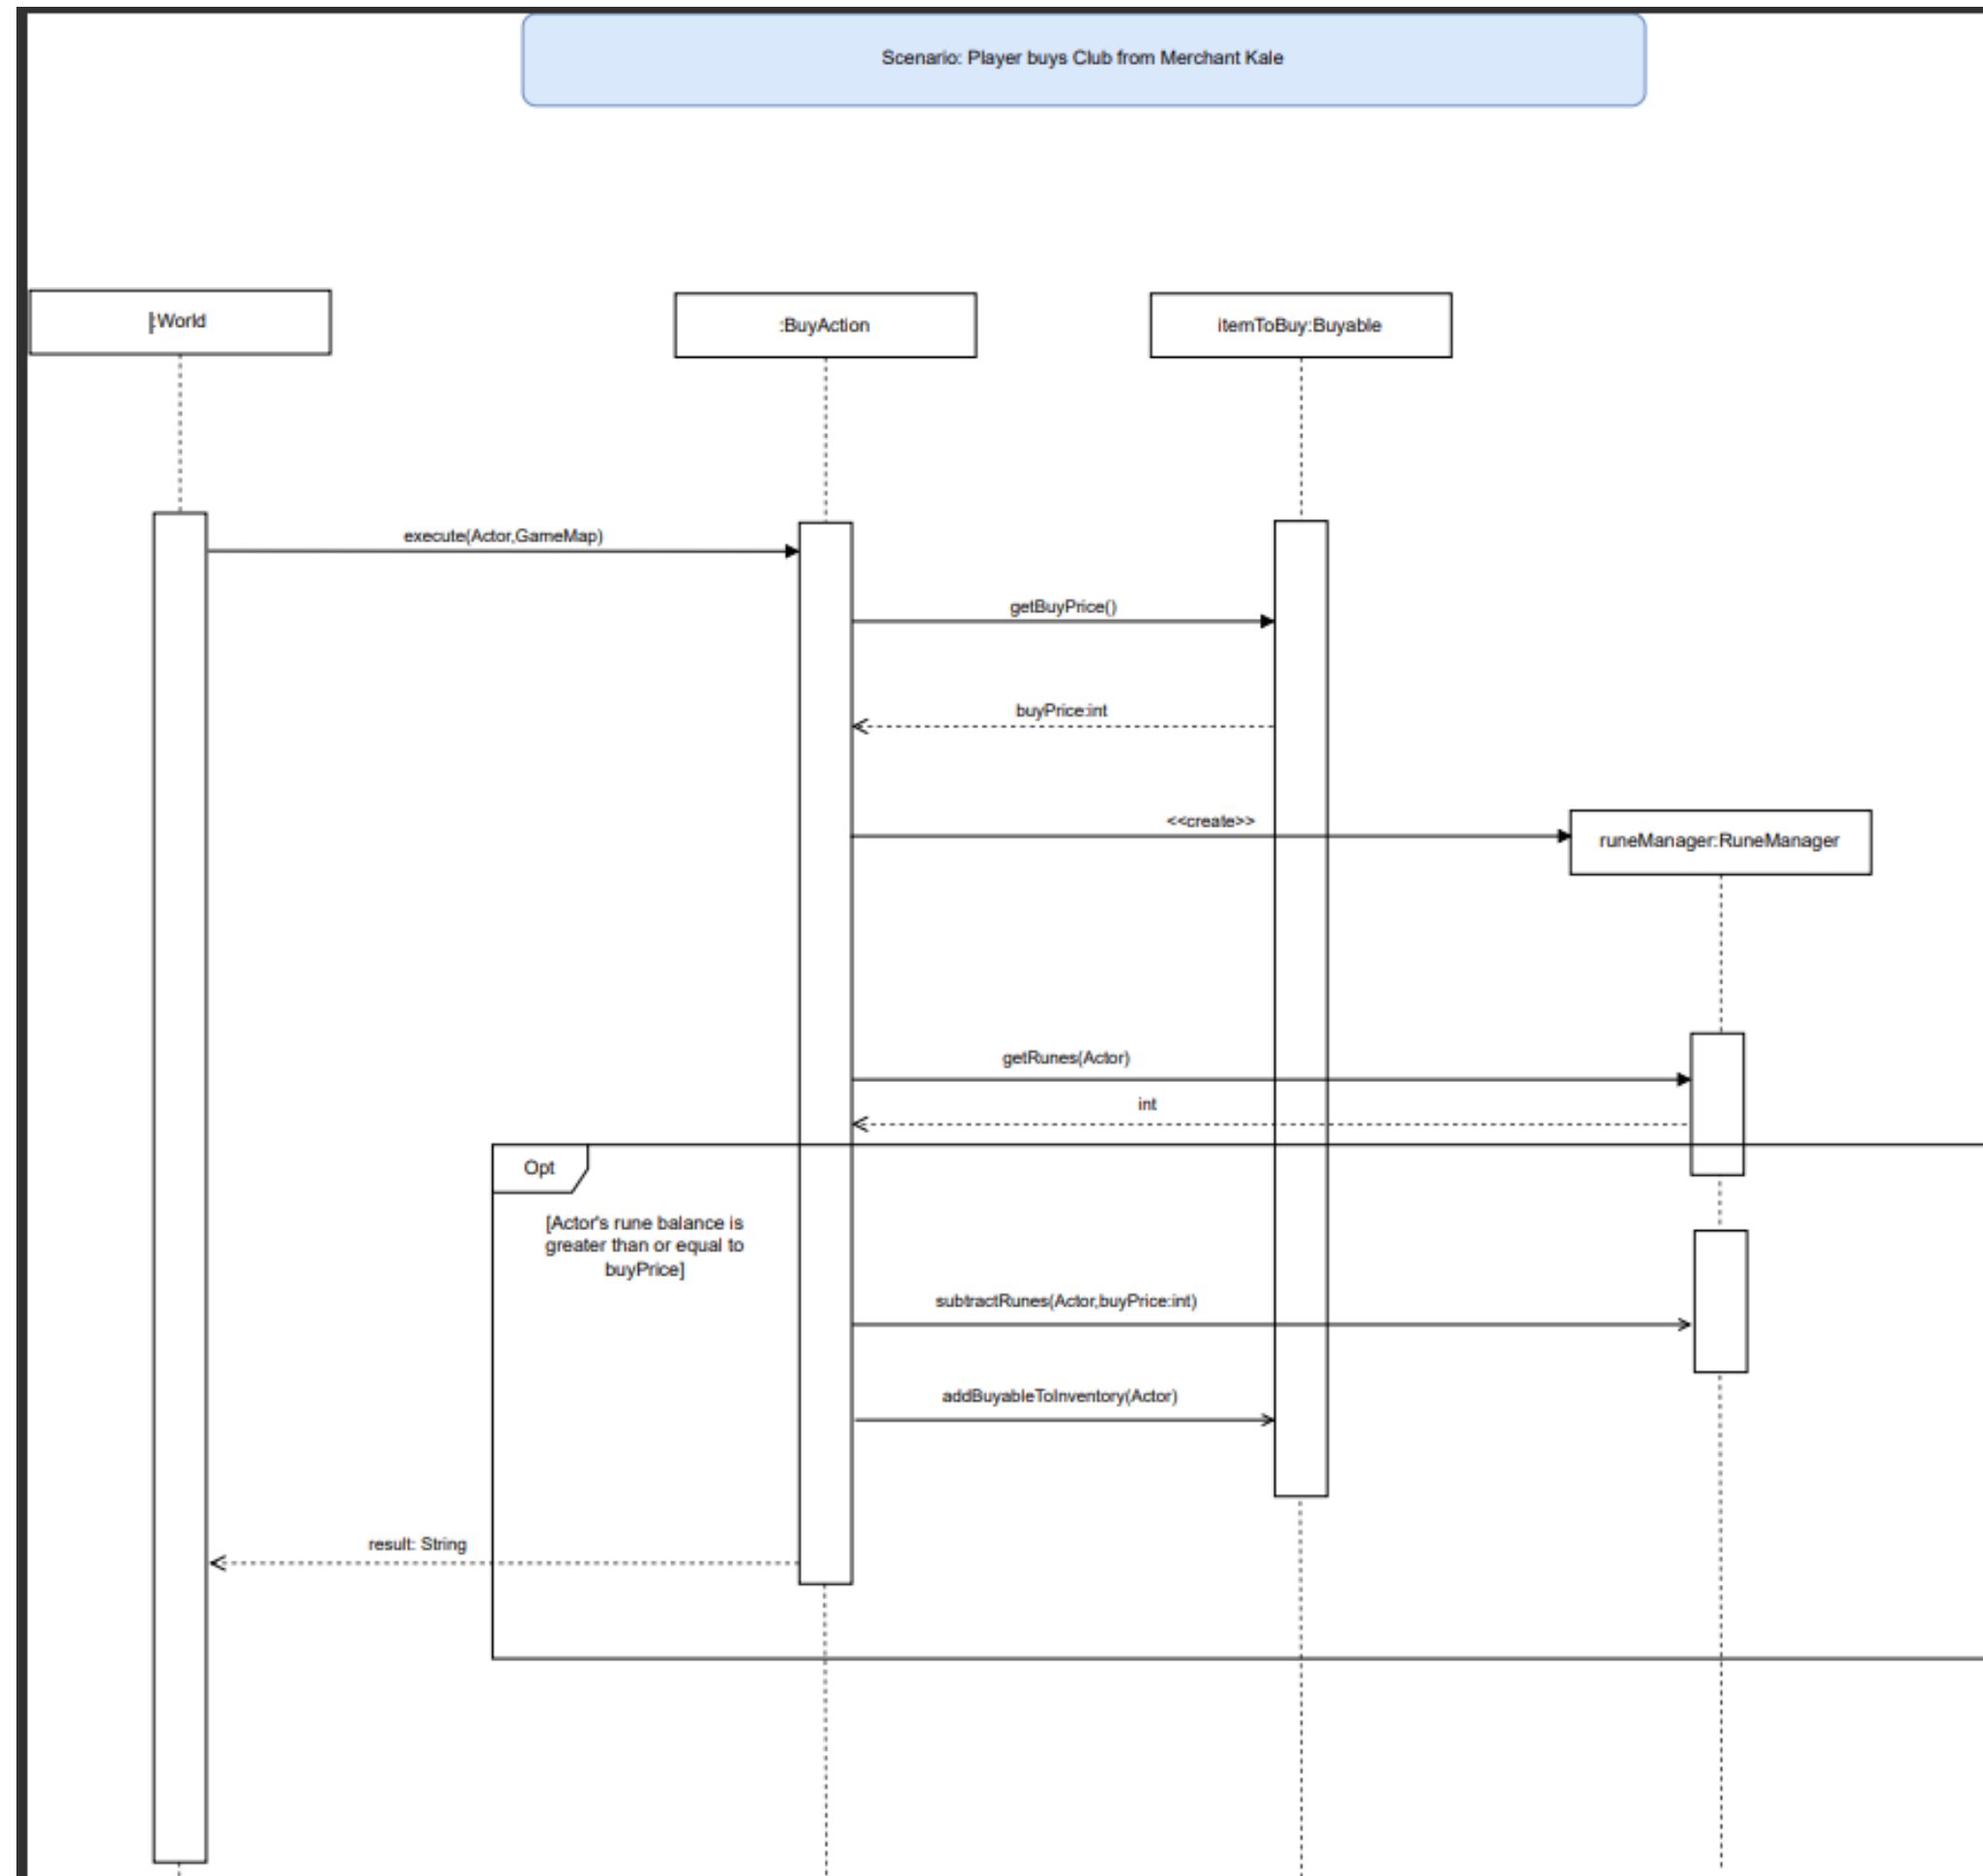 Scenario: Player buys Club from Merchant Kale
:World
:BuyAction
itemToBuy:Buyable
execute(Actor,GameMap)
getBuyPrice()
buyPrice:int
<<create>>
runeManager:RuneManager
getRunes(Actor)
int
Opt
[Actor's rune balance is
greater than or equal to
buyPrice]
subtractRunes(Actor,buyPrice:int)
addBuyableToInventory(Actor)
result: String